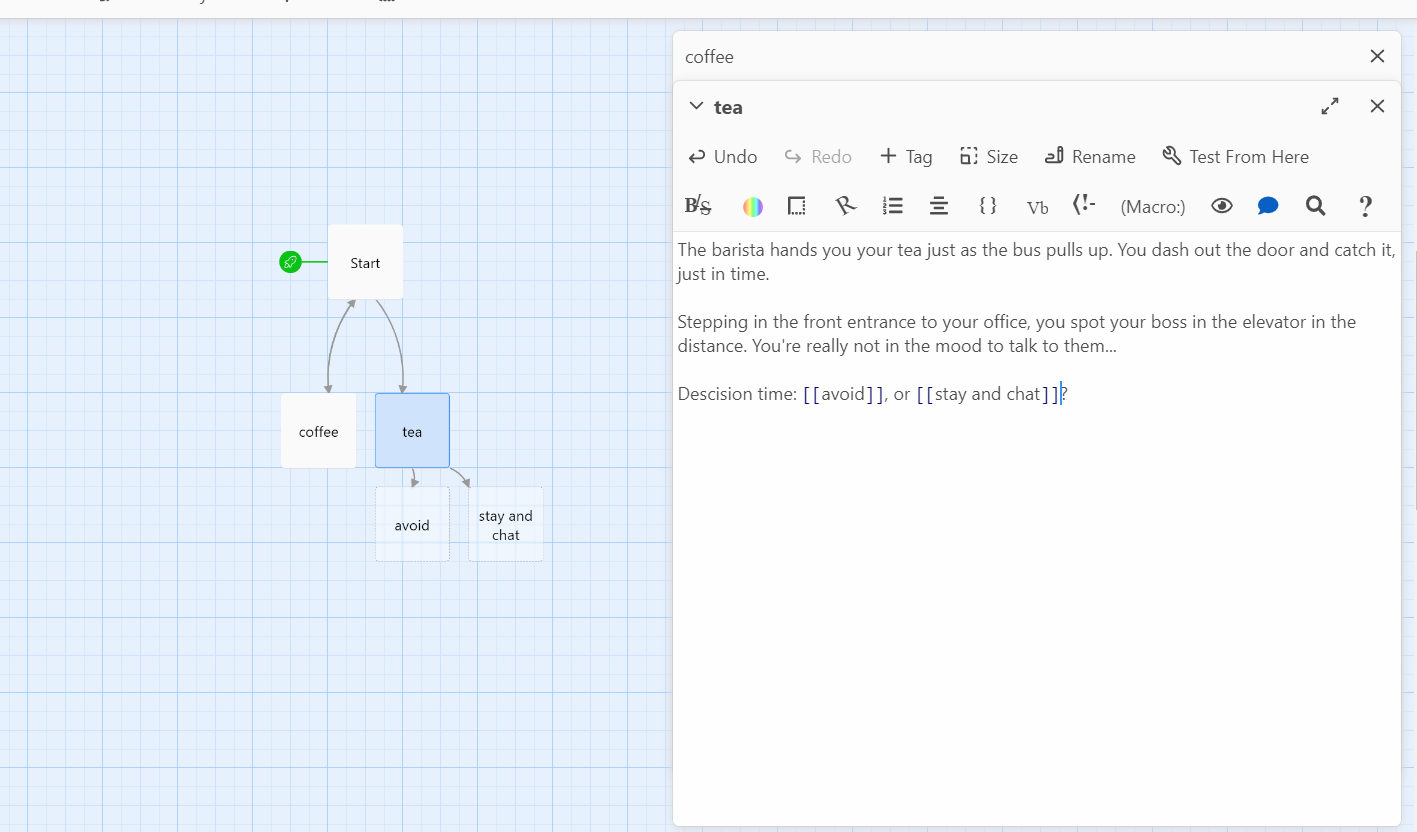 coffee
tea
Undo
Redo
Tag
Size
Rename
Test From Here
Vb
(Macro:)
The barista hands you your tea just as the bus pulls up. You dash out the door and catch it,
just in time.
Stepping in the front entrance to your office, you spot your boss in the elevator in the
distance. You're really not in the mood to talk to them...
Descision time: [[avoid]], or [[stay and chat]]?
Start
coffee
tea
avoid
stay and
chat